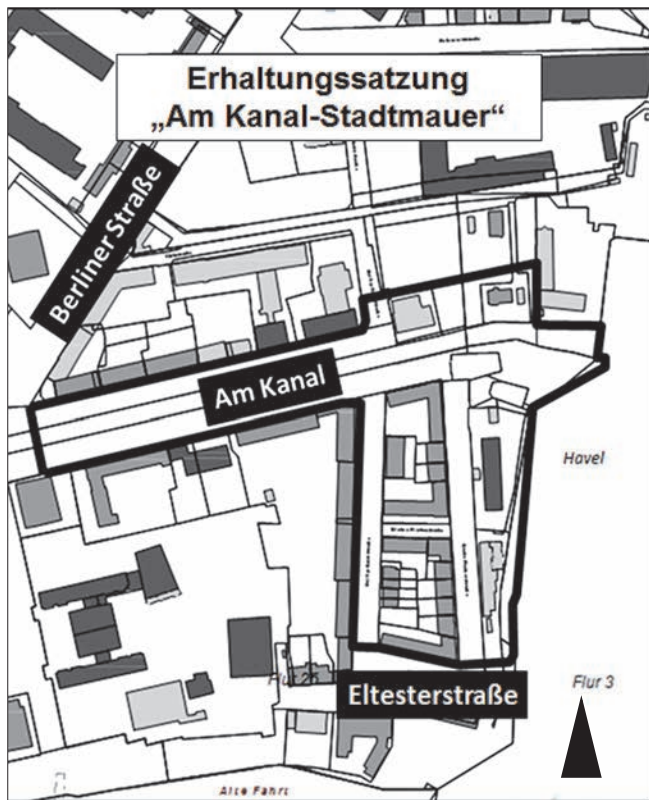 Erhaltungssatzung
„Am Kanal-Stadtmauer“
Berliner Straße
Am Kanal
Havel
Eltesterstraße
Flur 3
Alte Fahrt